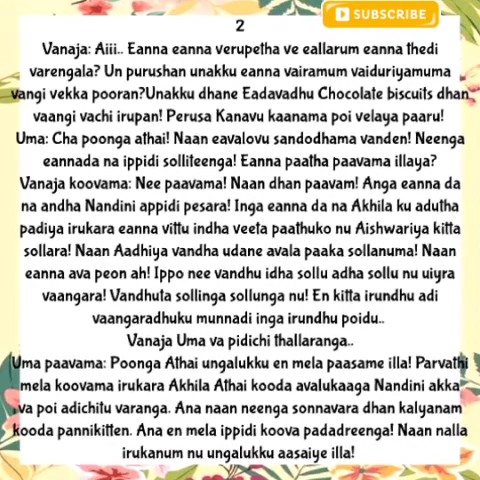 SUBSCRIBE
2
Vanaja: Aiii.. Eanna eanna verupetha ve eallarum eanna thedi
varengala? Un purushan unakku eanna vairamum vaiduriyamuma
vangi vekka pooran?Unakku dhane Eadavadhu Chocolate biscuits dhan
vaangi vachi irupan! Perusa Kanavu kaanama poi velaya paaru!
Uma: Cha poonga athai! Naan eavalovu sandodhama vanden! Neenga
eannada na ippidi solliteenga! Eanna paatha paavama illaya?
Vanaja koovama: Nee paavama! Naan dhan paavam! Anga eanna da
na andha Nandini appidi pesara! Inga eanna da na Akhila ku adutha
padiya irukara eanna vittu indha veeta paathuko nu Aishwariya kitta
sollara! Naan Aadhiya vandha udane avala paaka sollanuma! Naan
eanna ava peon ah! Ippo nee vandhu idha sollu adha sollu nu uiyra
vaangara! Vandhuta sollinga sollunga nu! En kitta irundhu adi
vaangaradhuku munnadi inga irundhu poidu..
Vanaja Uma va pidichi thallaranga..
Uma paavama: Poonga Athai ungalukku en mela paasame illa! Parvathi
mela koovama irukara Akhila Athai kooda avalukaaga Nandini akka
va poi adichitu varanga. Ana naan neenga sonnavara dhan kalyanam
kooda pannikitten. Ana en mela ippidi koova padadreenga! Naan nalla
irukanum nu ungalukku aasaiye illa!